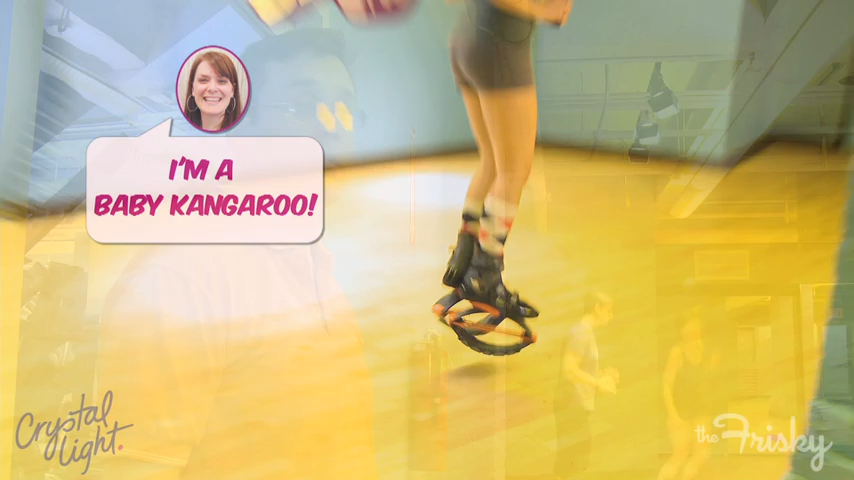 I'M A
BABY KANGAROO!
Crystal
Light.
the Frisky